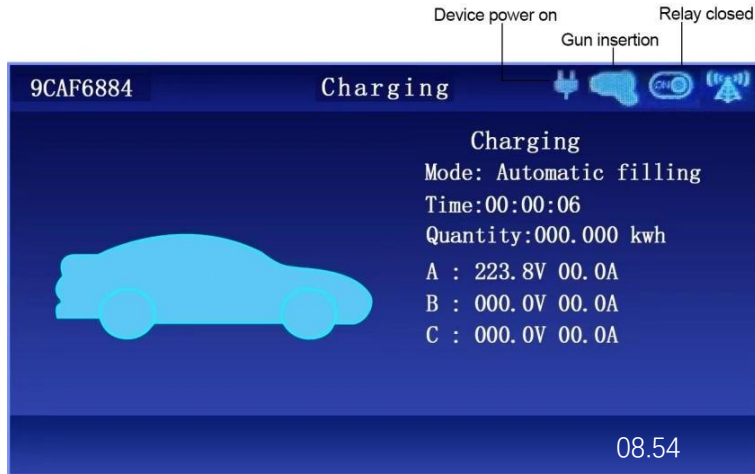 Device power on
Relay closed
Gun insertion
9CAF6884
Charging
ON
Charging
Mode: Automatic filling
Time:00:00:06
Quantity:000.000 kwh
A : 223.8V 00.0A
B : 000.0V 00.0A
C : 000.0V 00.0A
08.54